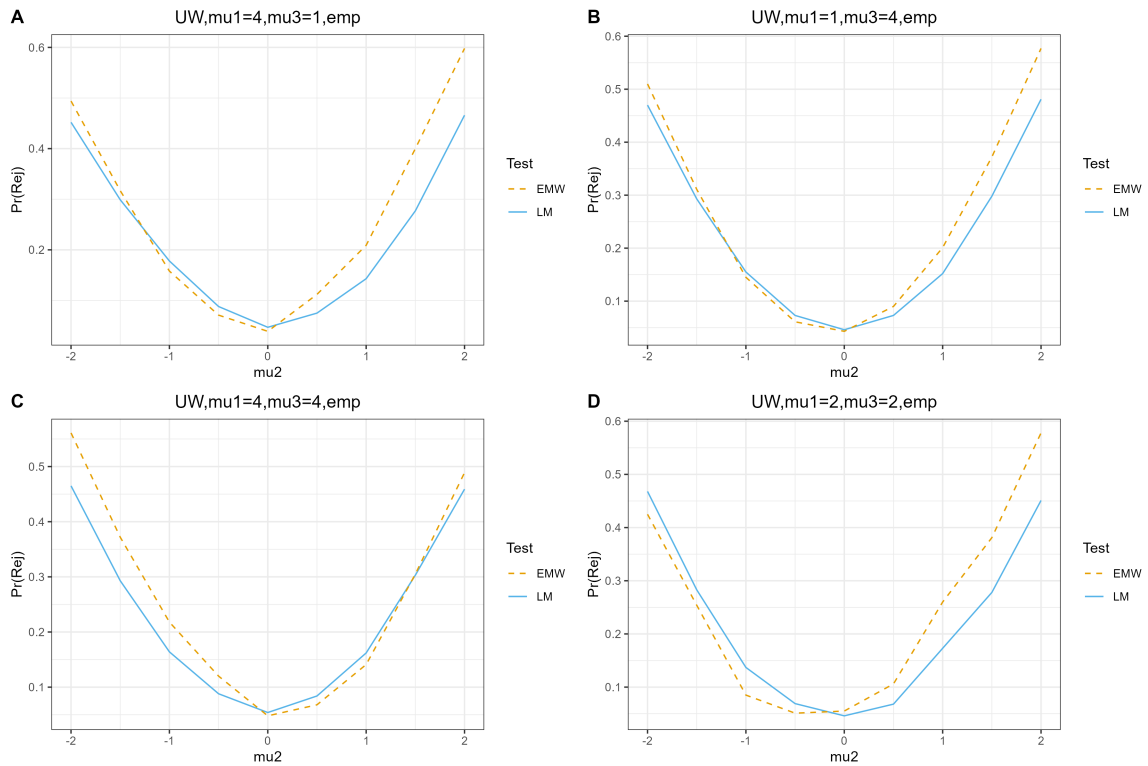 A
UW,mu1=4,mu3=1,emp
Pr(Rej)
0.6
0.4
0.2
-2 -1 0 1 2
mu2
Test
EMW
LM
B
UW,mu1=1,mu3=4,emp
Pr(Rej)
0.6
0.5
0.4
0.3
0.2
0.1
-2 -1 0 1 2
mu2
Test
EMW
LM
C
UW,mu1=4,mu3=4,emp
Pr(Rej)
0.5
0.4
0.3
0.2
0.1
-2 -1 0 1 2
mu2
Test
EMW
LM
D
UW,mu1=2,mu3=2,emp
Pr(Rej)
0.6
0.5
0.4
0.3
0.2
0.1
-2 -1 0 1 2
mu2
Test
EMW
LM